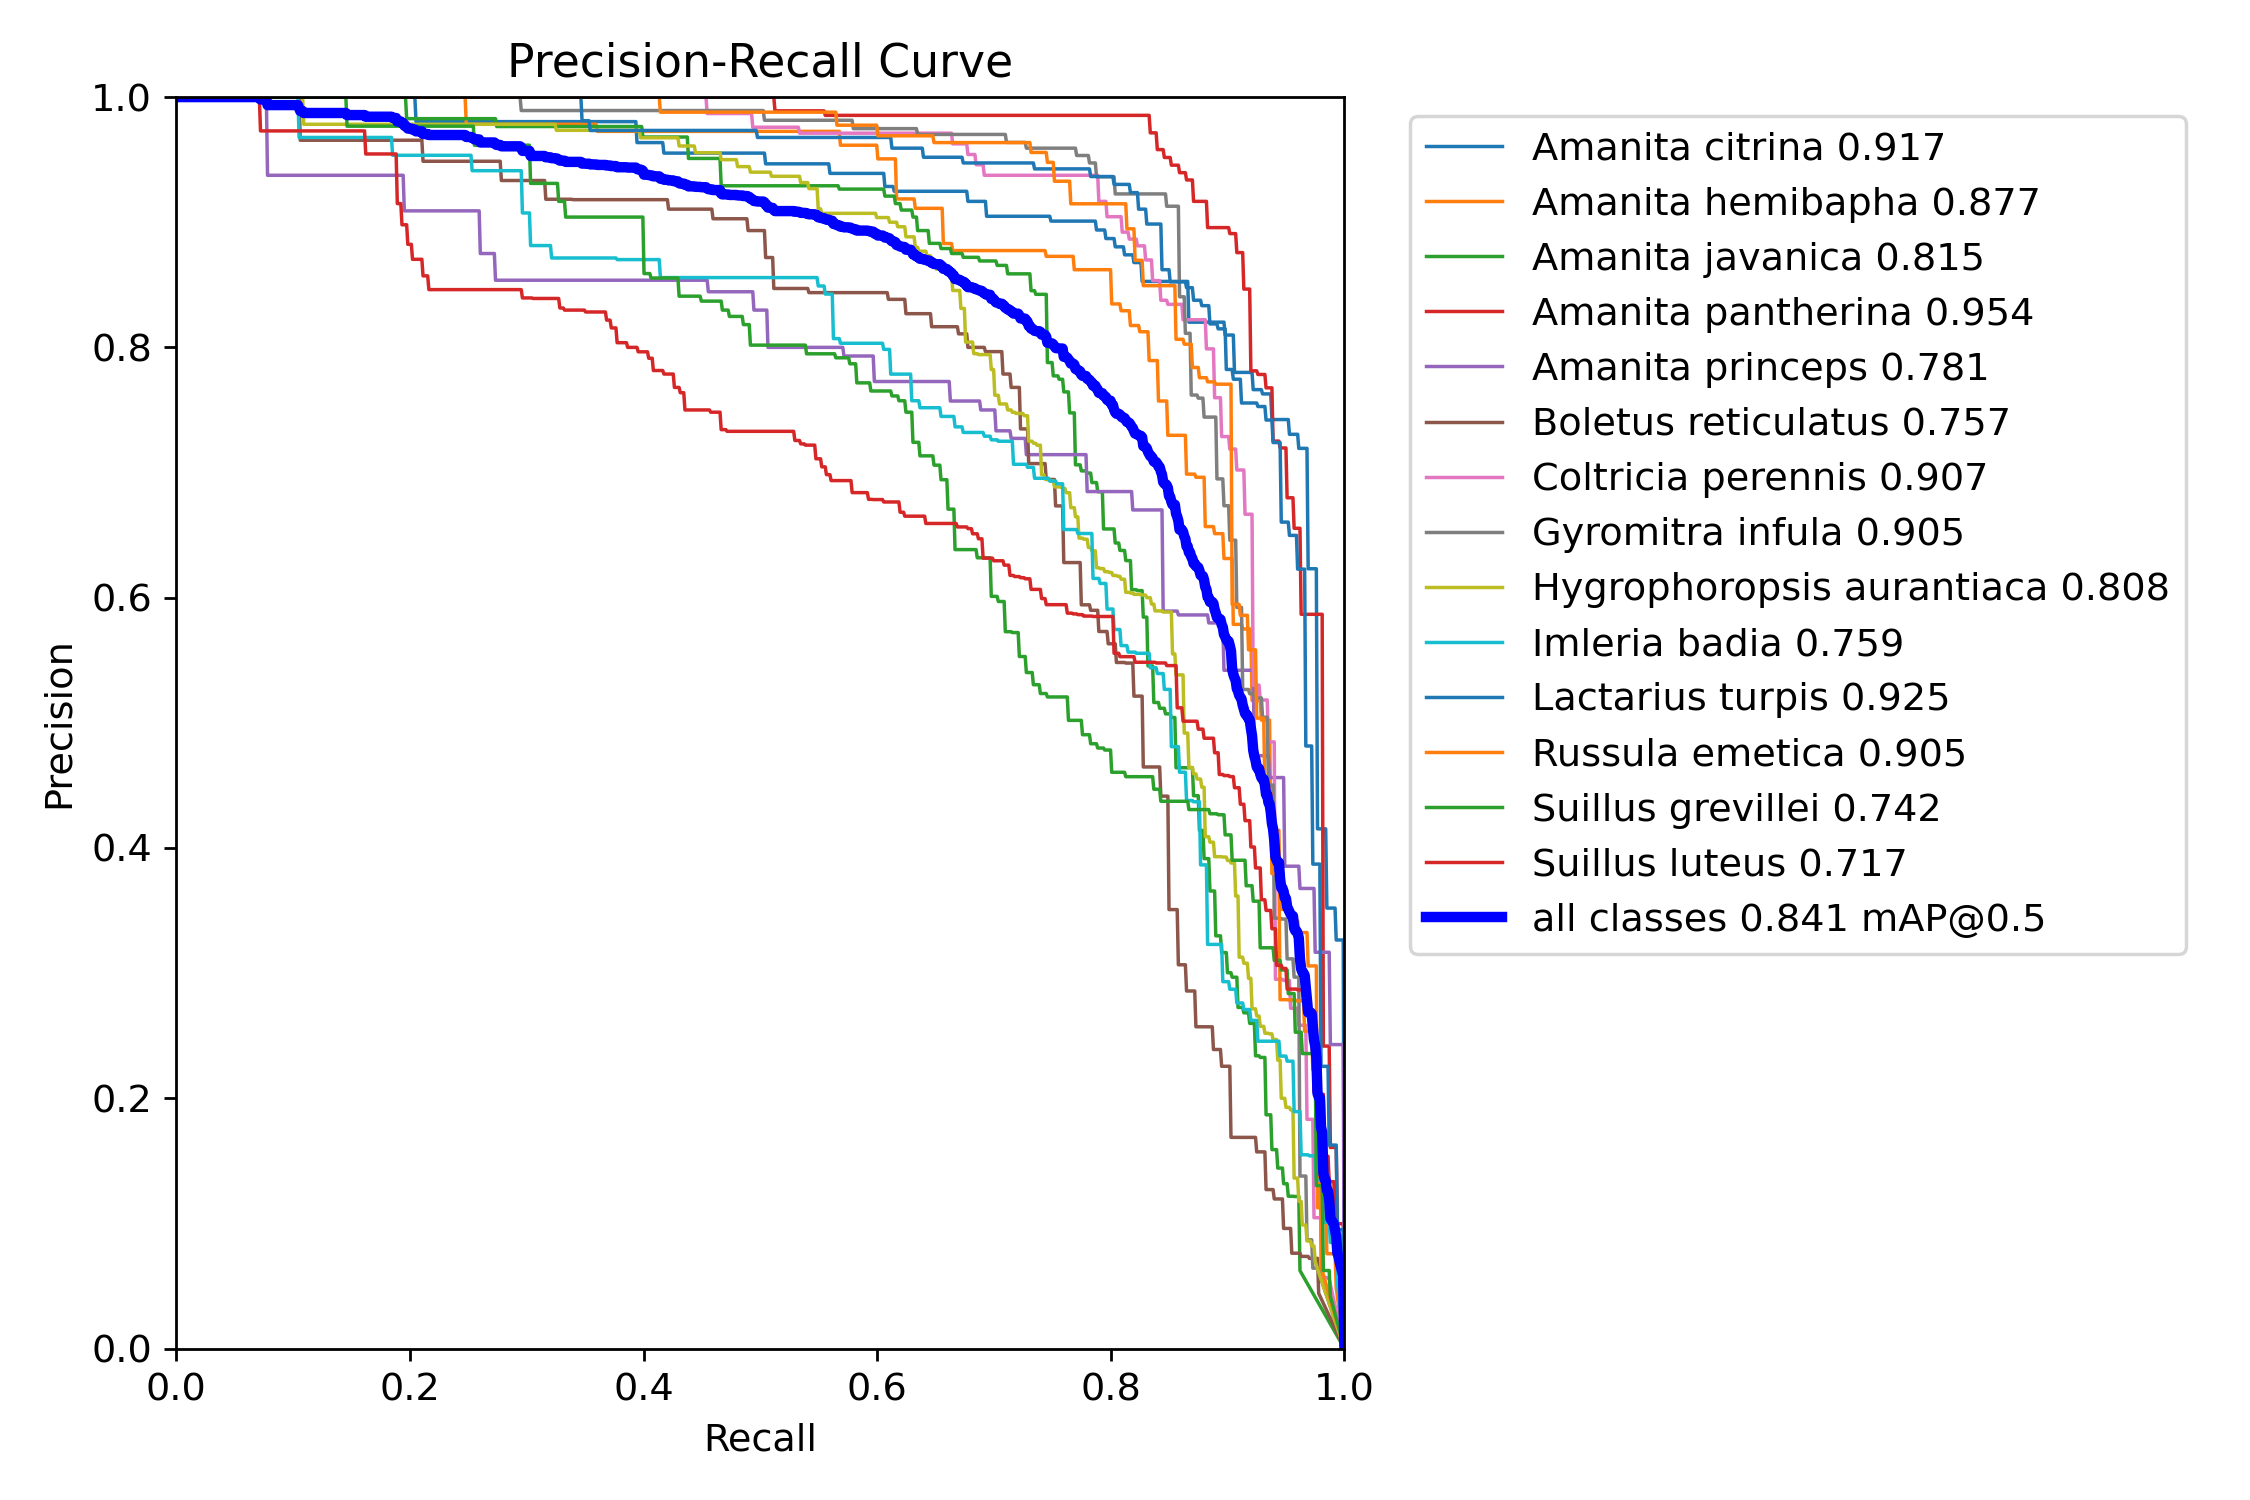 Precision-Recall Curve
1.0
0.8
0.6
0.4
0.2
0.0
Precision
0.0 0.2 0.4 0.6 0.8 1.0
Recall
Amanita citrina 0.917
Amanita hemibapha 0.877
Amanita javanica 0.815
Amanita pantherina 0.954
Amanita princeps 0.781
Boletus reticulatus 0.757
Coltricia perennis 0.907
Gyromitra infula 0.905
Hygrophoropsis aurantiaca 0.808
Imleria badia 0.759
Lactarius turpis 0.925
Russula emetica 0.905
Suillus grevillei 0.742
Suillus luteus 0.717
all classes 0.841 mAP@0.5